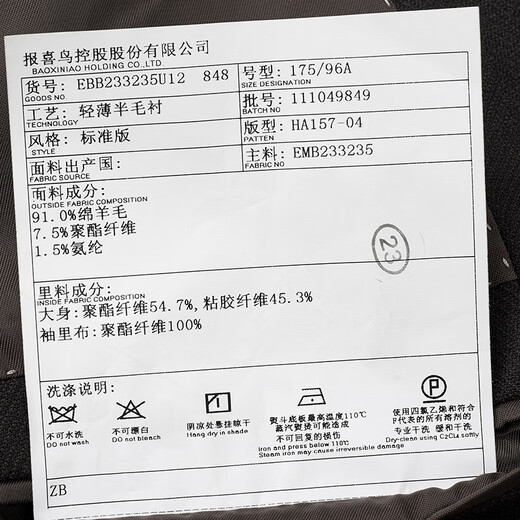 报喜鸟控股股份有限公司
BAOXINIAO HOLDING CO.,LTD.
货号: EBB233235U12 848
GOODS NO.
号型: 175/96A
SIZE DESIGNATION
工艺: 轻薄半毛衬
TECHNOLOGY
批号: 111049849
BATCH NO
风格: 标准版
STYLE
版型: HA157-04
PATTEN
面料出产国:
FABRIC SOURCE
主料: EMB233235
FABRIC NO
面料成分:
OUTSIDE FABRIC COMPOSITION
91.0%绵羊毛
7.5%聚酯纤维
1.5%氨纶
23
里料成分:
INSIDE FABRIC COMPOSITION
大身: 聚酯纤维54.7%, 粘胶纤维45.3%
袖里布: 聚酯纤维100%
洗涤说明:
不可水洗
DO not wash
不可漂白
DO not bleach
阴凉处悬挂晾干
Hang dry in shade
熨斗底板最高温度110℃
蒸汽熨烫可能造成
不可回复的损伤
Iron and press below 110℃
Steam iron may cause irreversible damage
P
使用四氯乙烯和符合
F代表的所有溶剂的
专业干洗 缓和干洗
Dry-clean using C2CL4 softly
ZB